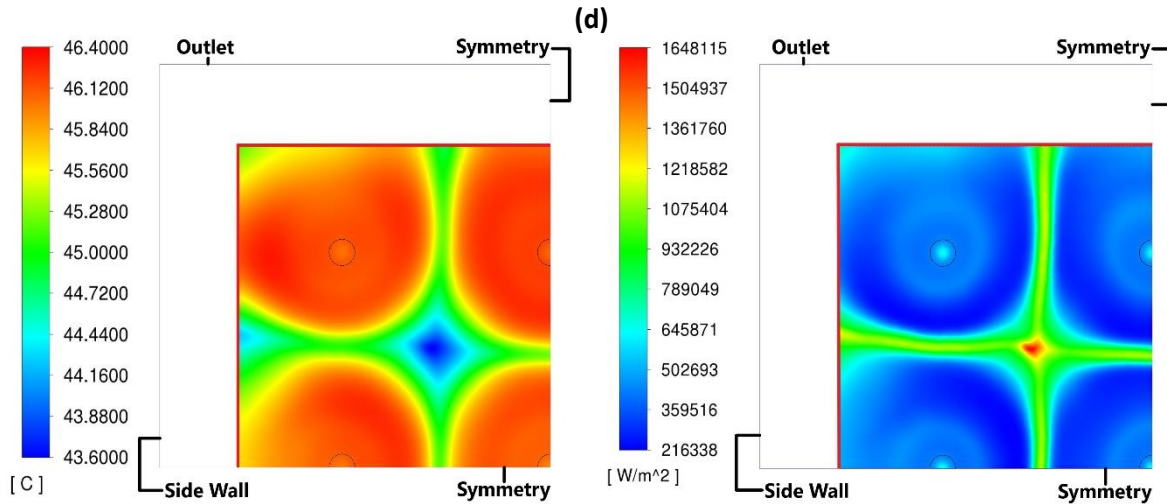 (d)
46.4000
46.1200
45.8400
45.5600
45.2800
45.0000
44.7200
44.4400
44.1600
43.8800
43.6000
[ C ]
Outlet
Symmetry
Side Wall
Symmetry
1648115
1504937
1361760
1218582
1075404
932226
789049
645871
502693
359516
216338
[ W/m^2 ]
Outlet
Symmetry
Side Wall
Symmetry